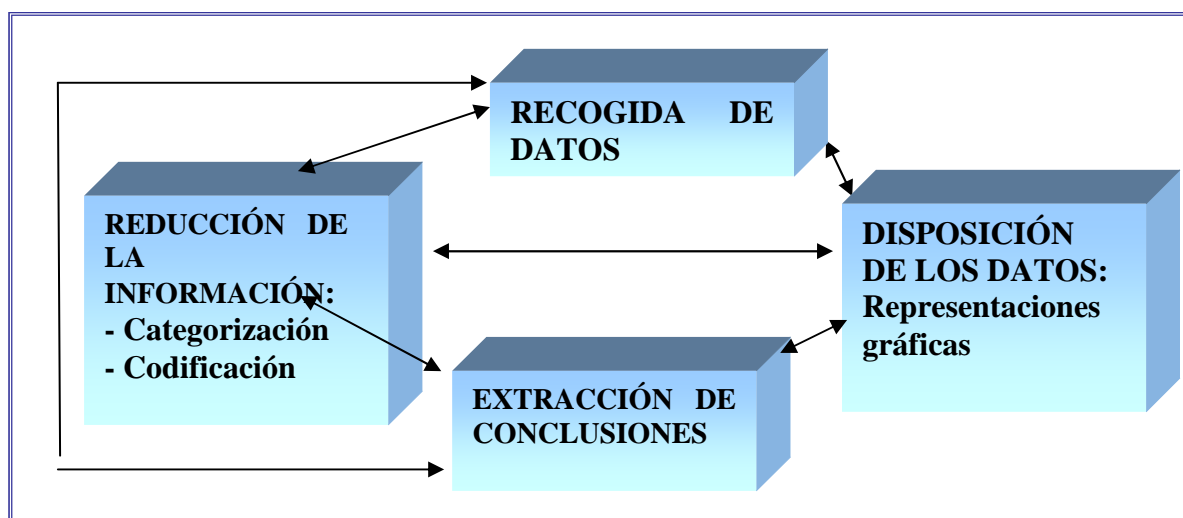 RECOGIDA DE
DATOS
REDUCCIÓN DE
LA
INFORMACIÓN:
- Categorización
- Codificación
DISPOSICIÓN
DE LOS DATOS:
Representaciones
gráficas
EXTRACCIÓN DE
CONCLUSIONES